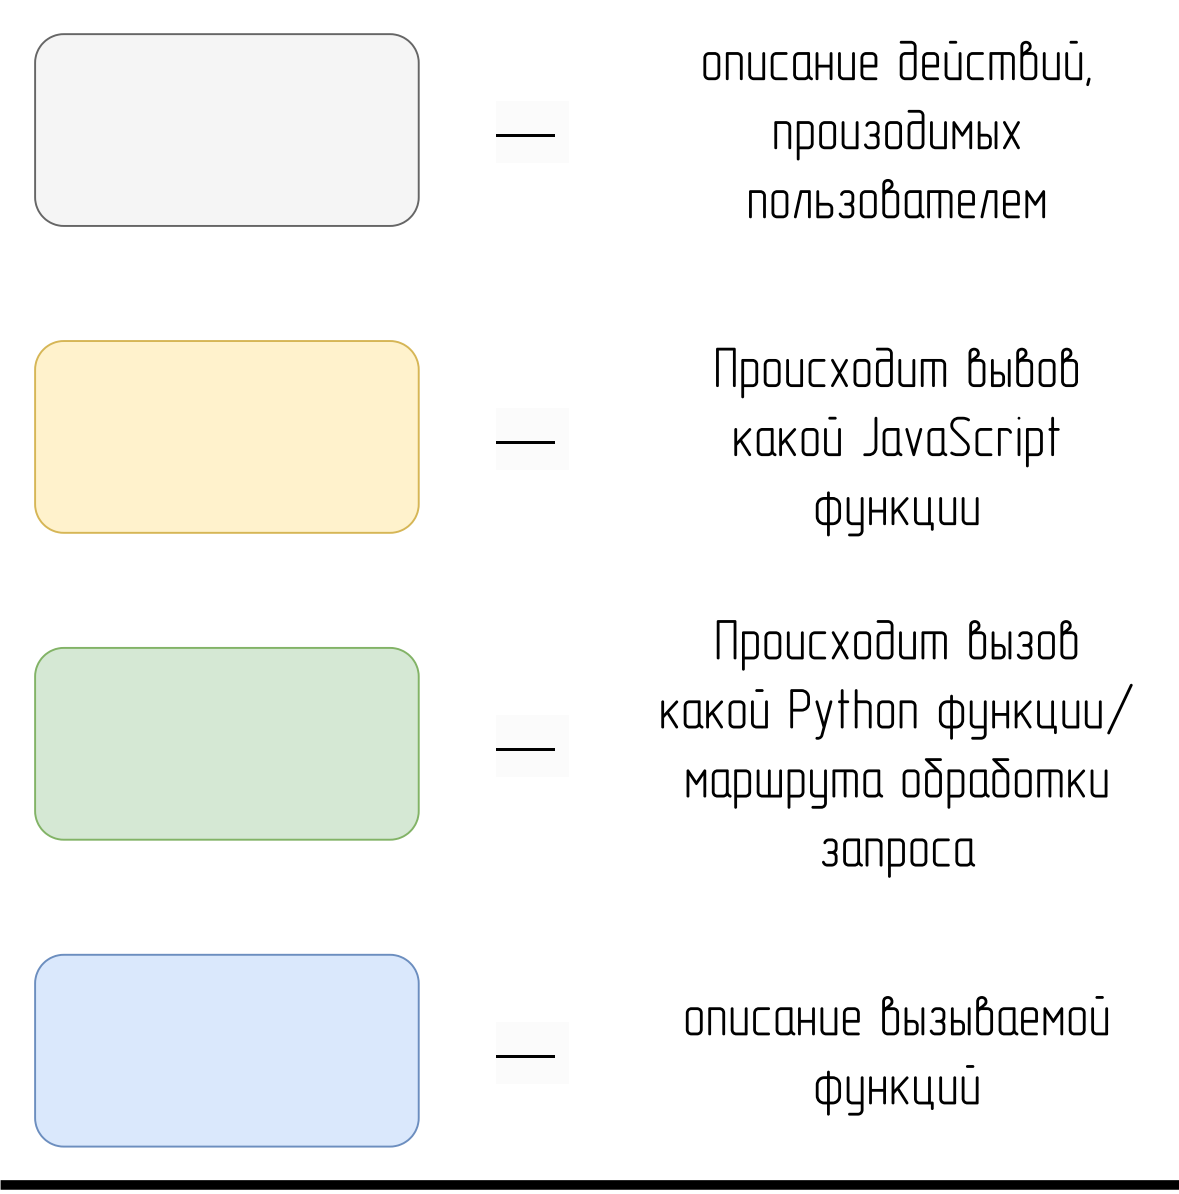 описание действий,
произодимых
пользователем
Происходит вывов
какой JavaScript
функции
Происходит вызов
какой Python функции/
маршрута обработки
запроса
описание вызываемой
функций